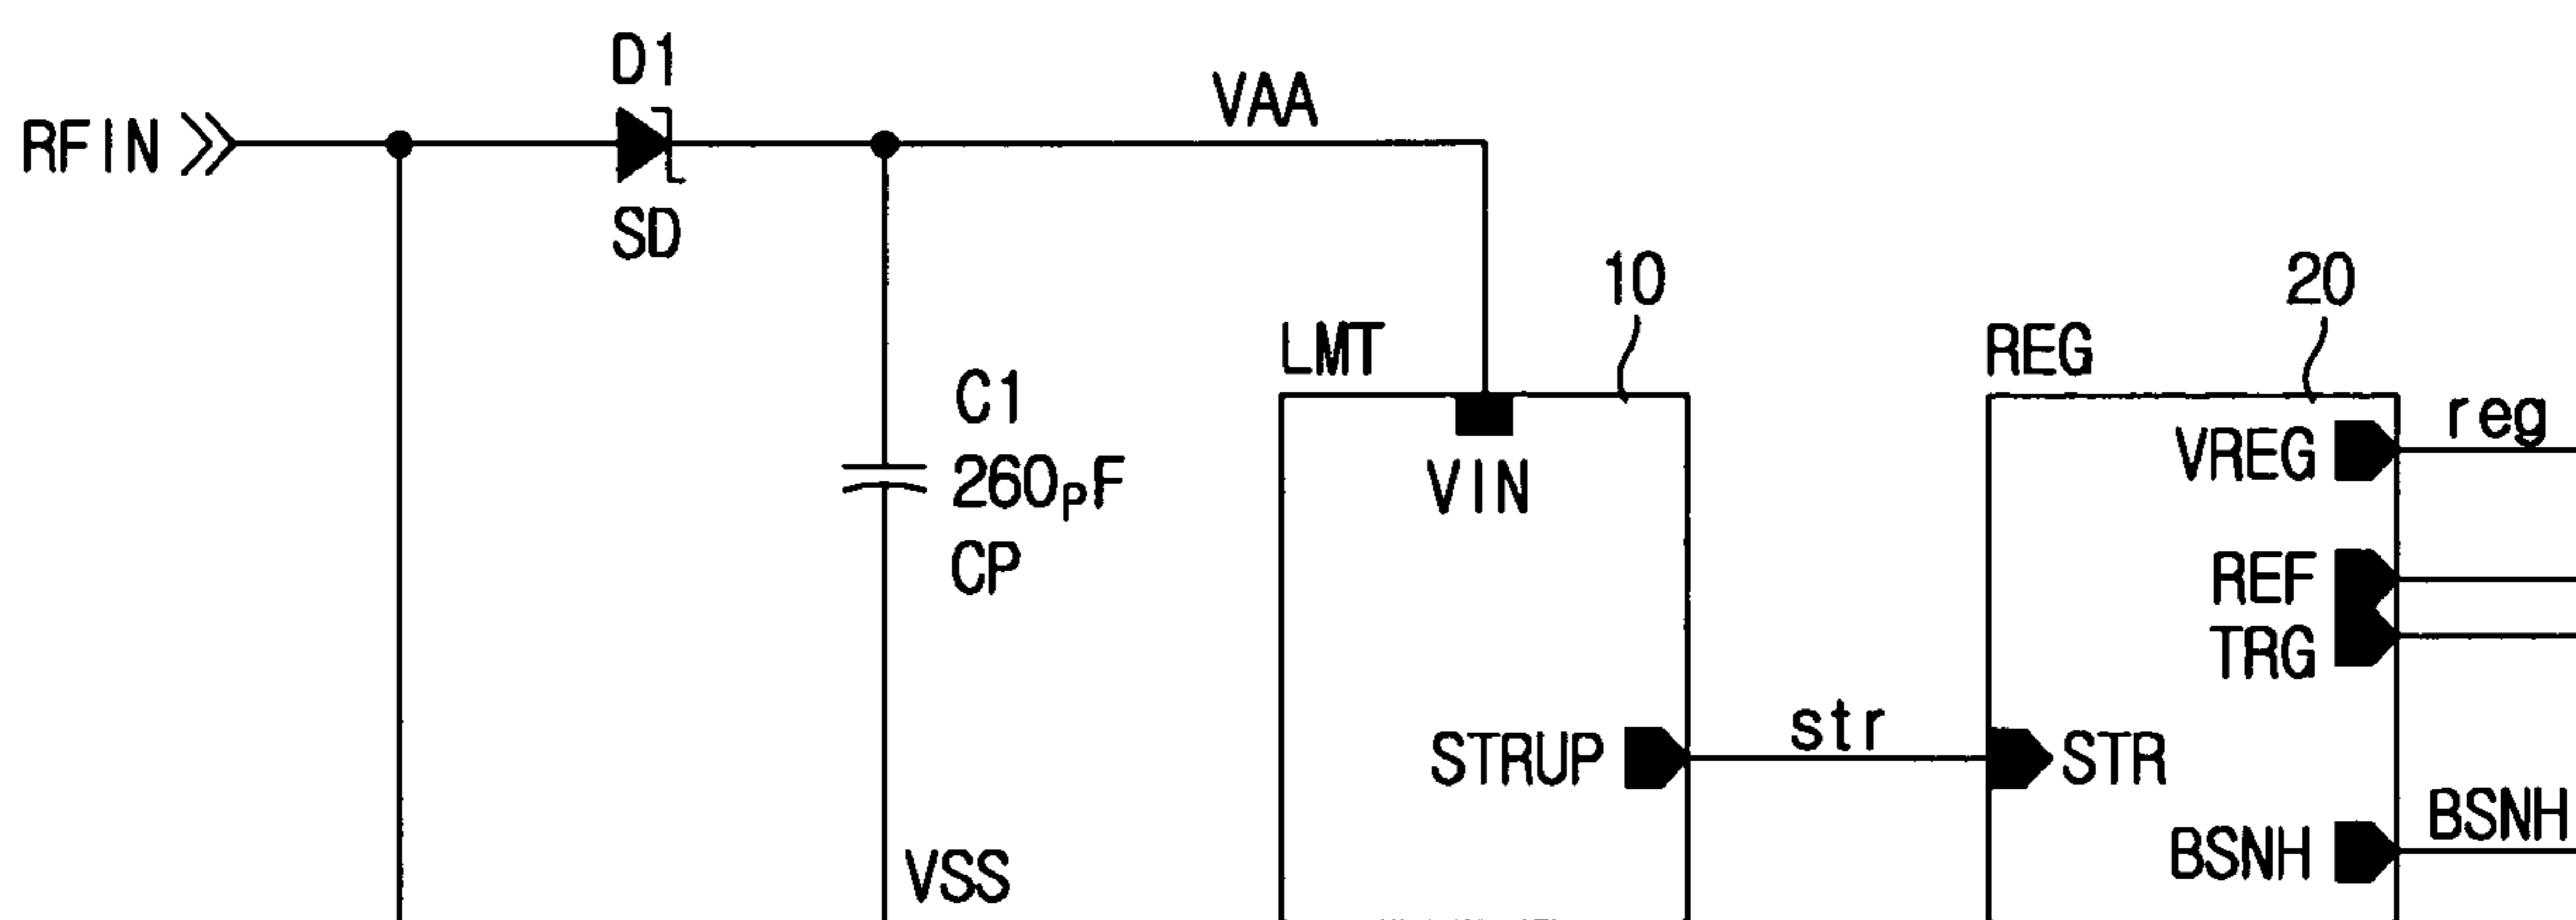 D1
RFIN
VAA
SD
10
20
LMT
REG
C1
260pF
CP
VIN
reg
VREG
REF
TRG
STRUP
str
STR
BSNH
BSNH
VSS